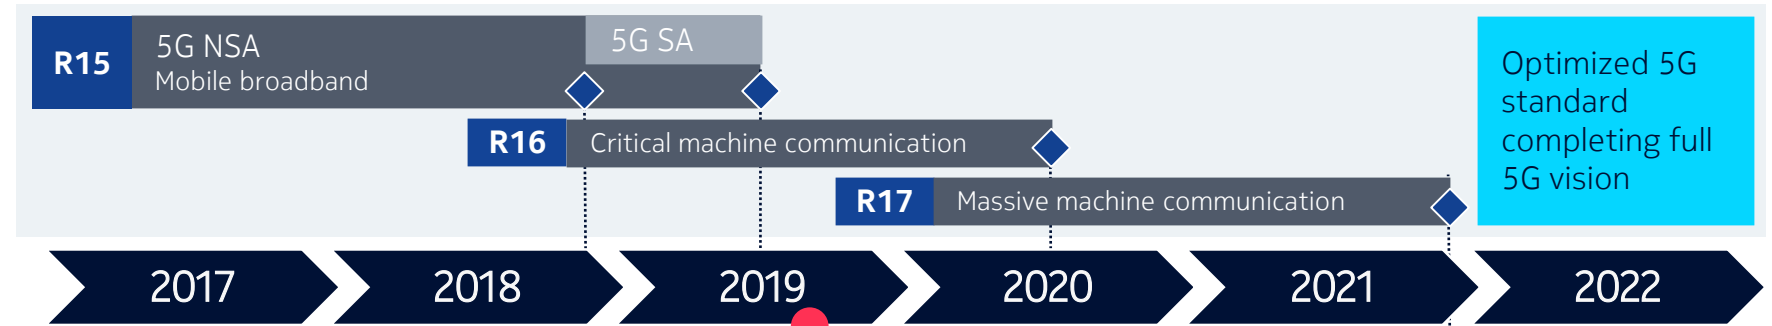 R15
5G NSA
Mobile broadband
5G SA
R16
Critical machine communication
R17
Massive machine communication
Optimized 5G
standard
completing full
5G vision
2017
2018
2019
2020
2021
2022